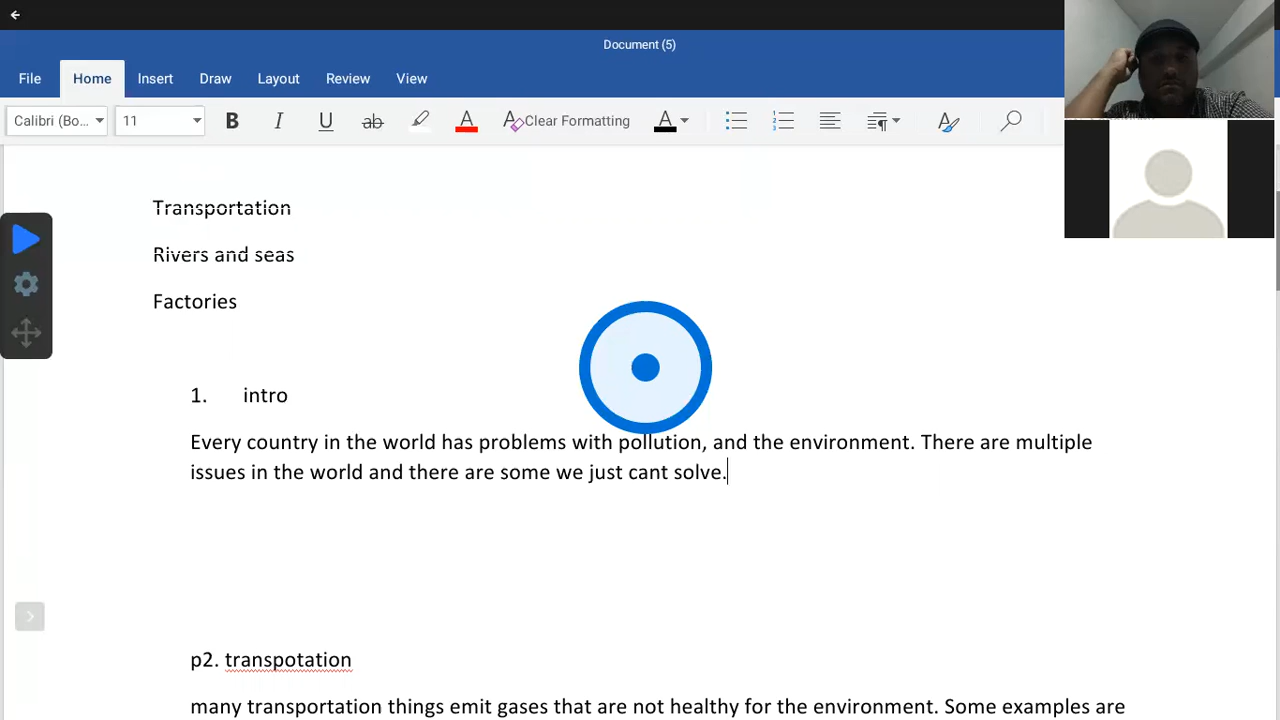 Document (5)
File Home Insert Draw Layout Review View
Calibri (Bo... 11 B I U ab A Clear Formatting A
Transportation
Rivers and seas
Factories
1. intro
Every country in the world has problems with pollution, and the environment. There are multiple
issues in the world and there are some we just cant solve.
p2. transpotation
many transportation things emit gases that are not healthy for the environment. Some examples are